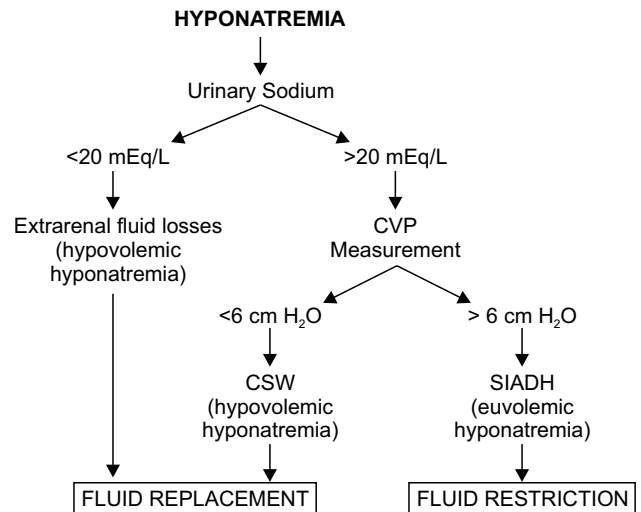 HYPONATREMIA
Urinary Sodium
<20 mEq/L
>20 mEq/L
Extrarenal fluid losses
(hypovolemic
hyponatremia)
CVP
Measurement
<6 cm H₂O
> 6 cm H₂O
CSW
(hypovolemic
hyponatremia)
SIADH
(euvolemic
hyponatremia)
FLUID REPLACEMENT
FLUID RESTRICTION